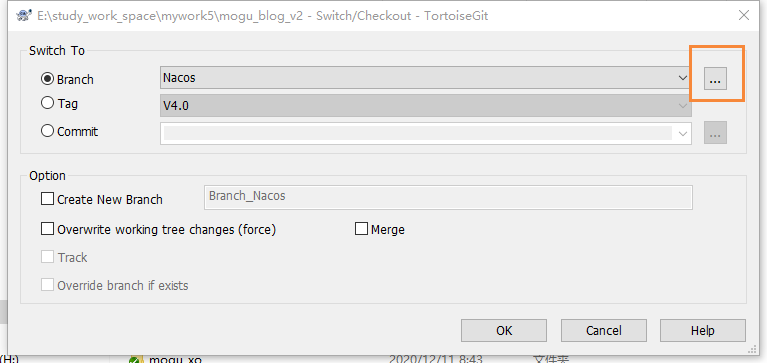 E:\study_work_space\mywork5\mogu_blog_v2 - Switch/Checkout - TortoiseGit
Switch To
Branch
Nacos
...
Tag
V4.0
Commit
...
Option
Create New Branch
Branch_Nacos
Overwrite working tree changes (force)
Merge
Track
Override branch if exists
OK
Cancel
Help
(H:)
mogu_xo
2020/12/11 8:43
文件夹